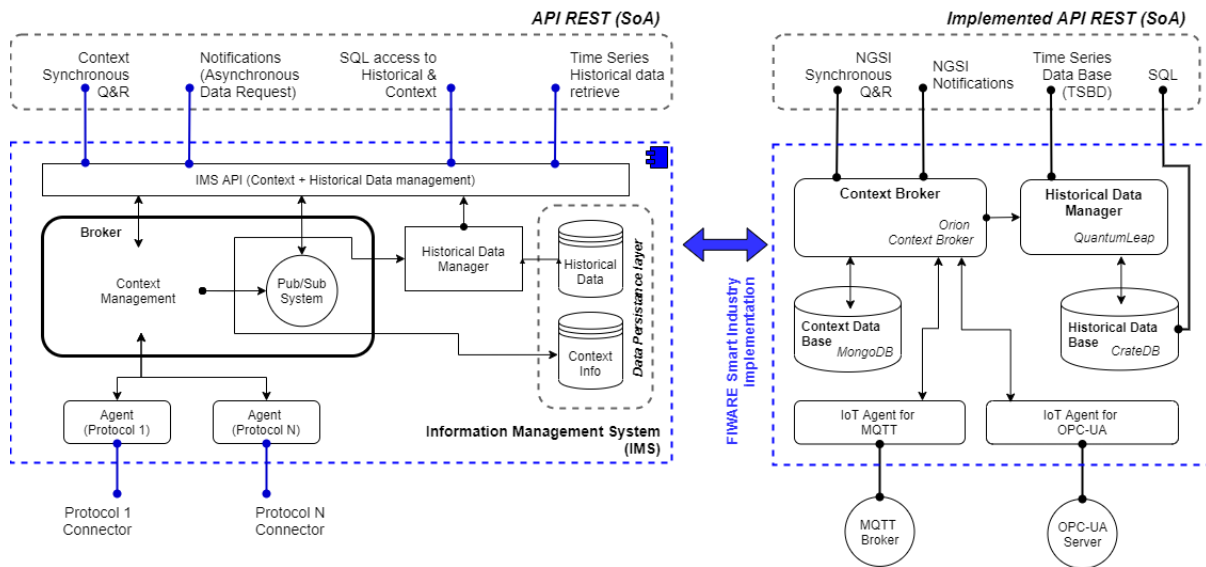 API REST (SoA)
Context
Synchronous
Q&R
Notifications
(Asynchronous
Data Request)
SQL access to
Historical &
Context
Time Series
Historical data
retrieve
IMS API (Context + Historical Data management)
Broker
Context
Management
Pub/Sub
System
Historical Data
Manager
Historical
Data
Context
Info
Data Persistance layer
Agent
(Protocol 1)
Agent
(Protocol N)
Information Management System
(IMS)
Protocol 1
Connector
Protocol N
Connector
FIWARE Smart Industry
Implementation
Implemented API REST (SoA)
NGSI
Synchronous
Q&R
NGSI
Notifications
Time Series
Data Base
(TSBD)
SQL
Context Broker
Orion
Context Broker
Historical Data
Manager
QuantumLeap
Context Data
Base
MongoDB
Historical Data
Base
CrateDB
IoT Agent for
MQTT
IoT Agent for
OPC-UA
MQTT
Broker
OPC-UA
Server